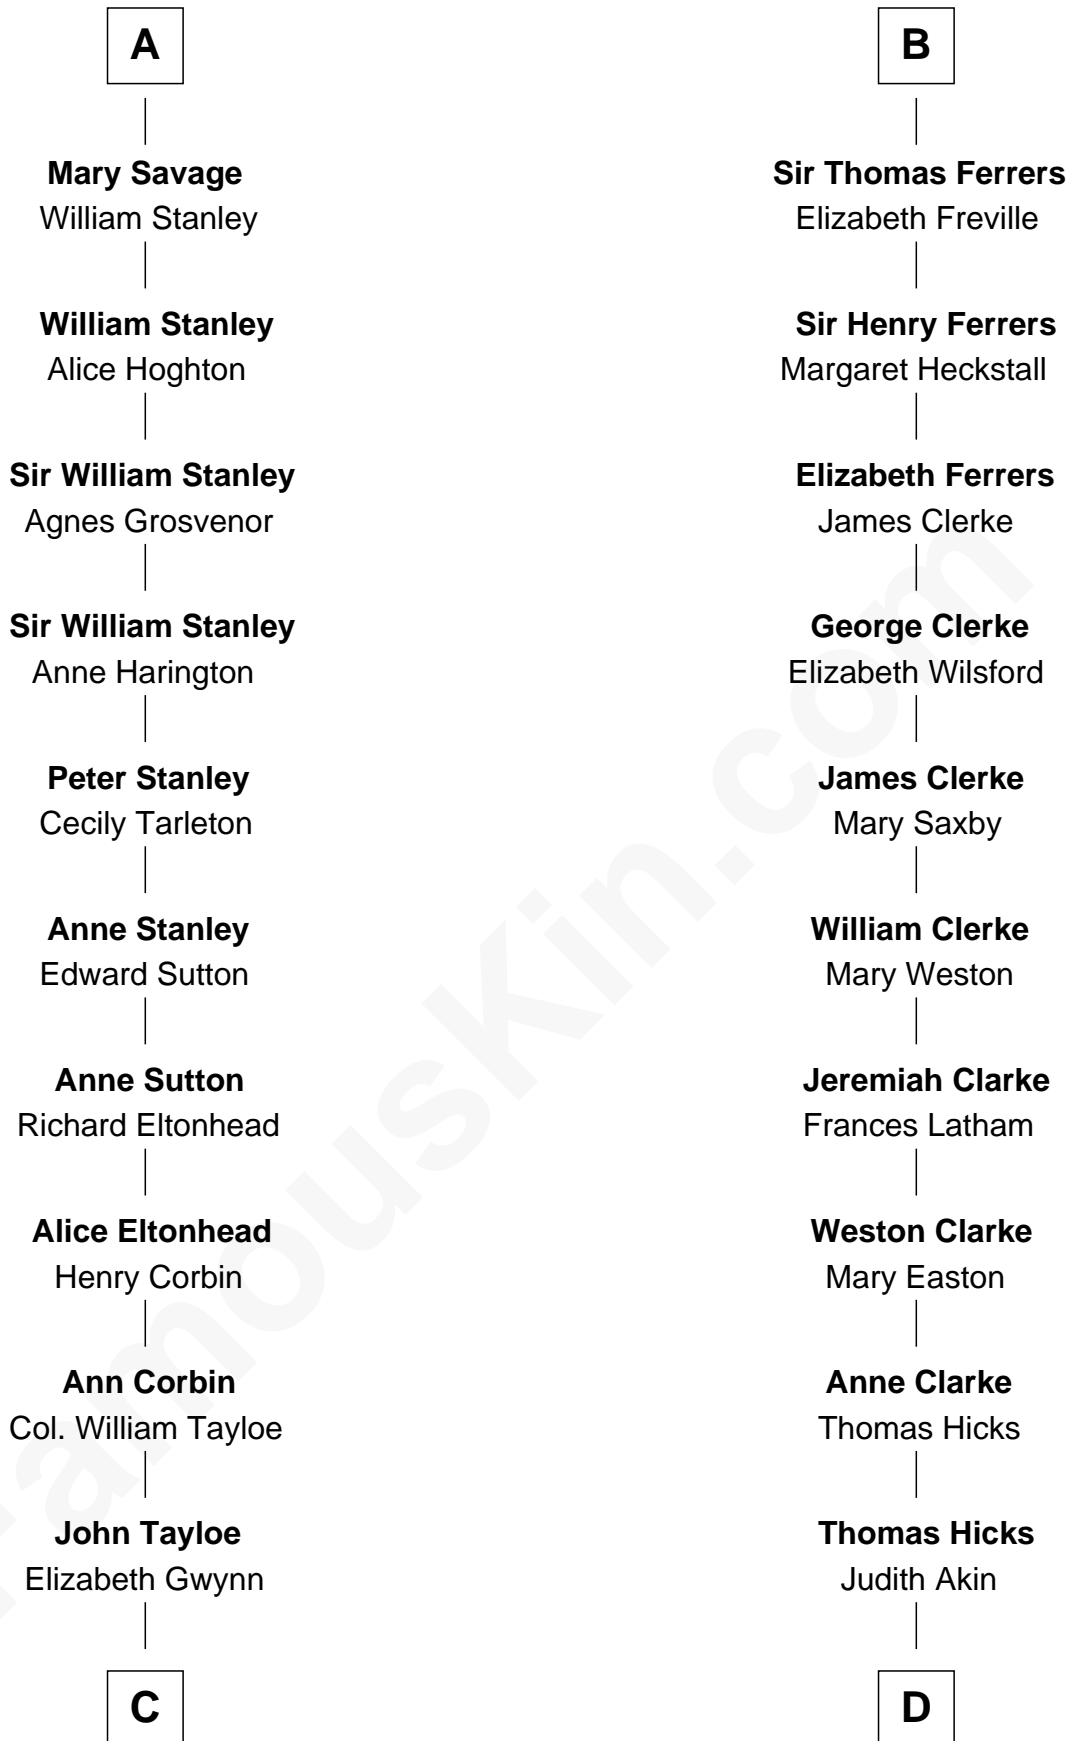 A
Mary Savage
William Stanley
William Stanley
Alice Hoghton
Sir William Stanley
Agnes Grosvenor
Sir William Stanley
Anne Harington
Peter Stanley
Cecily Tarleton
Anne Stanley
Edward Sutton
Anne Sutton
Richard Eltonhead
Alice Eltonhead
Henry Corbin
Ann Corbin
Col. William Tayloe
John Tayloe
Elizabeth Gwynn
C
B
Sir Thomas Ferrers
Elizabeth Freville
Sir Henry Ferrers
Margaret Heckstall
Elizabeth Ferrers
James Clerke
George Clerke
Elizabeth Wilsford
James Clerke
Mary Saxby
William Clerke
Mary Weston
Jeremiah Clarke
Frances Latham
Weston Clarke
Mary Easton
Anne Clarke
Thomas Hicks
Thomas Hicks
Judith Akin
D
FamousKin.com